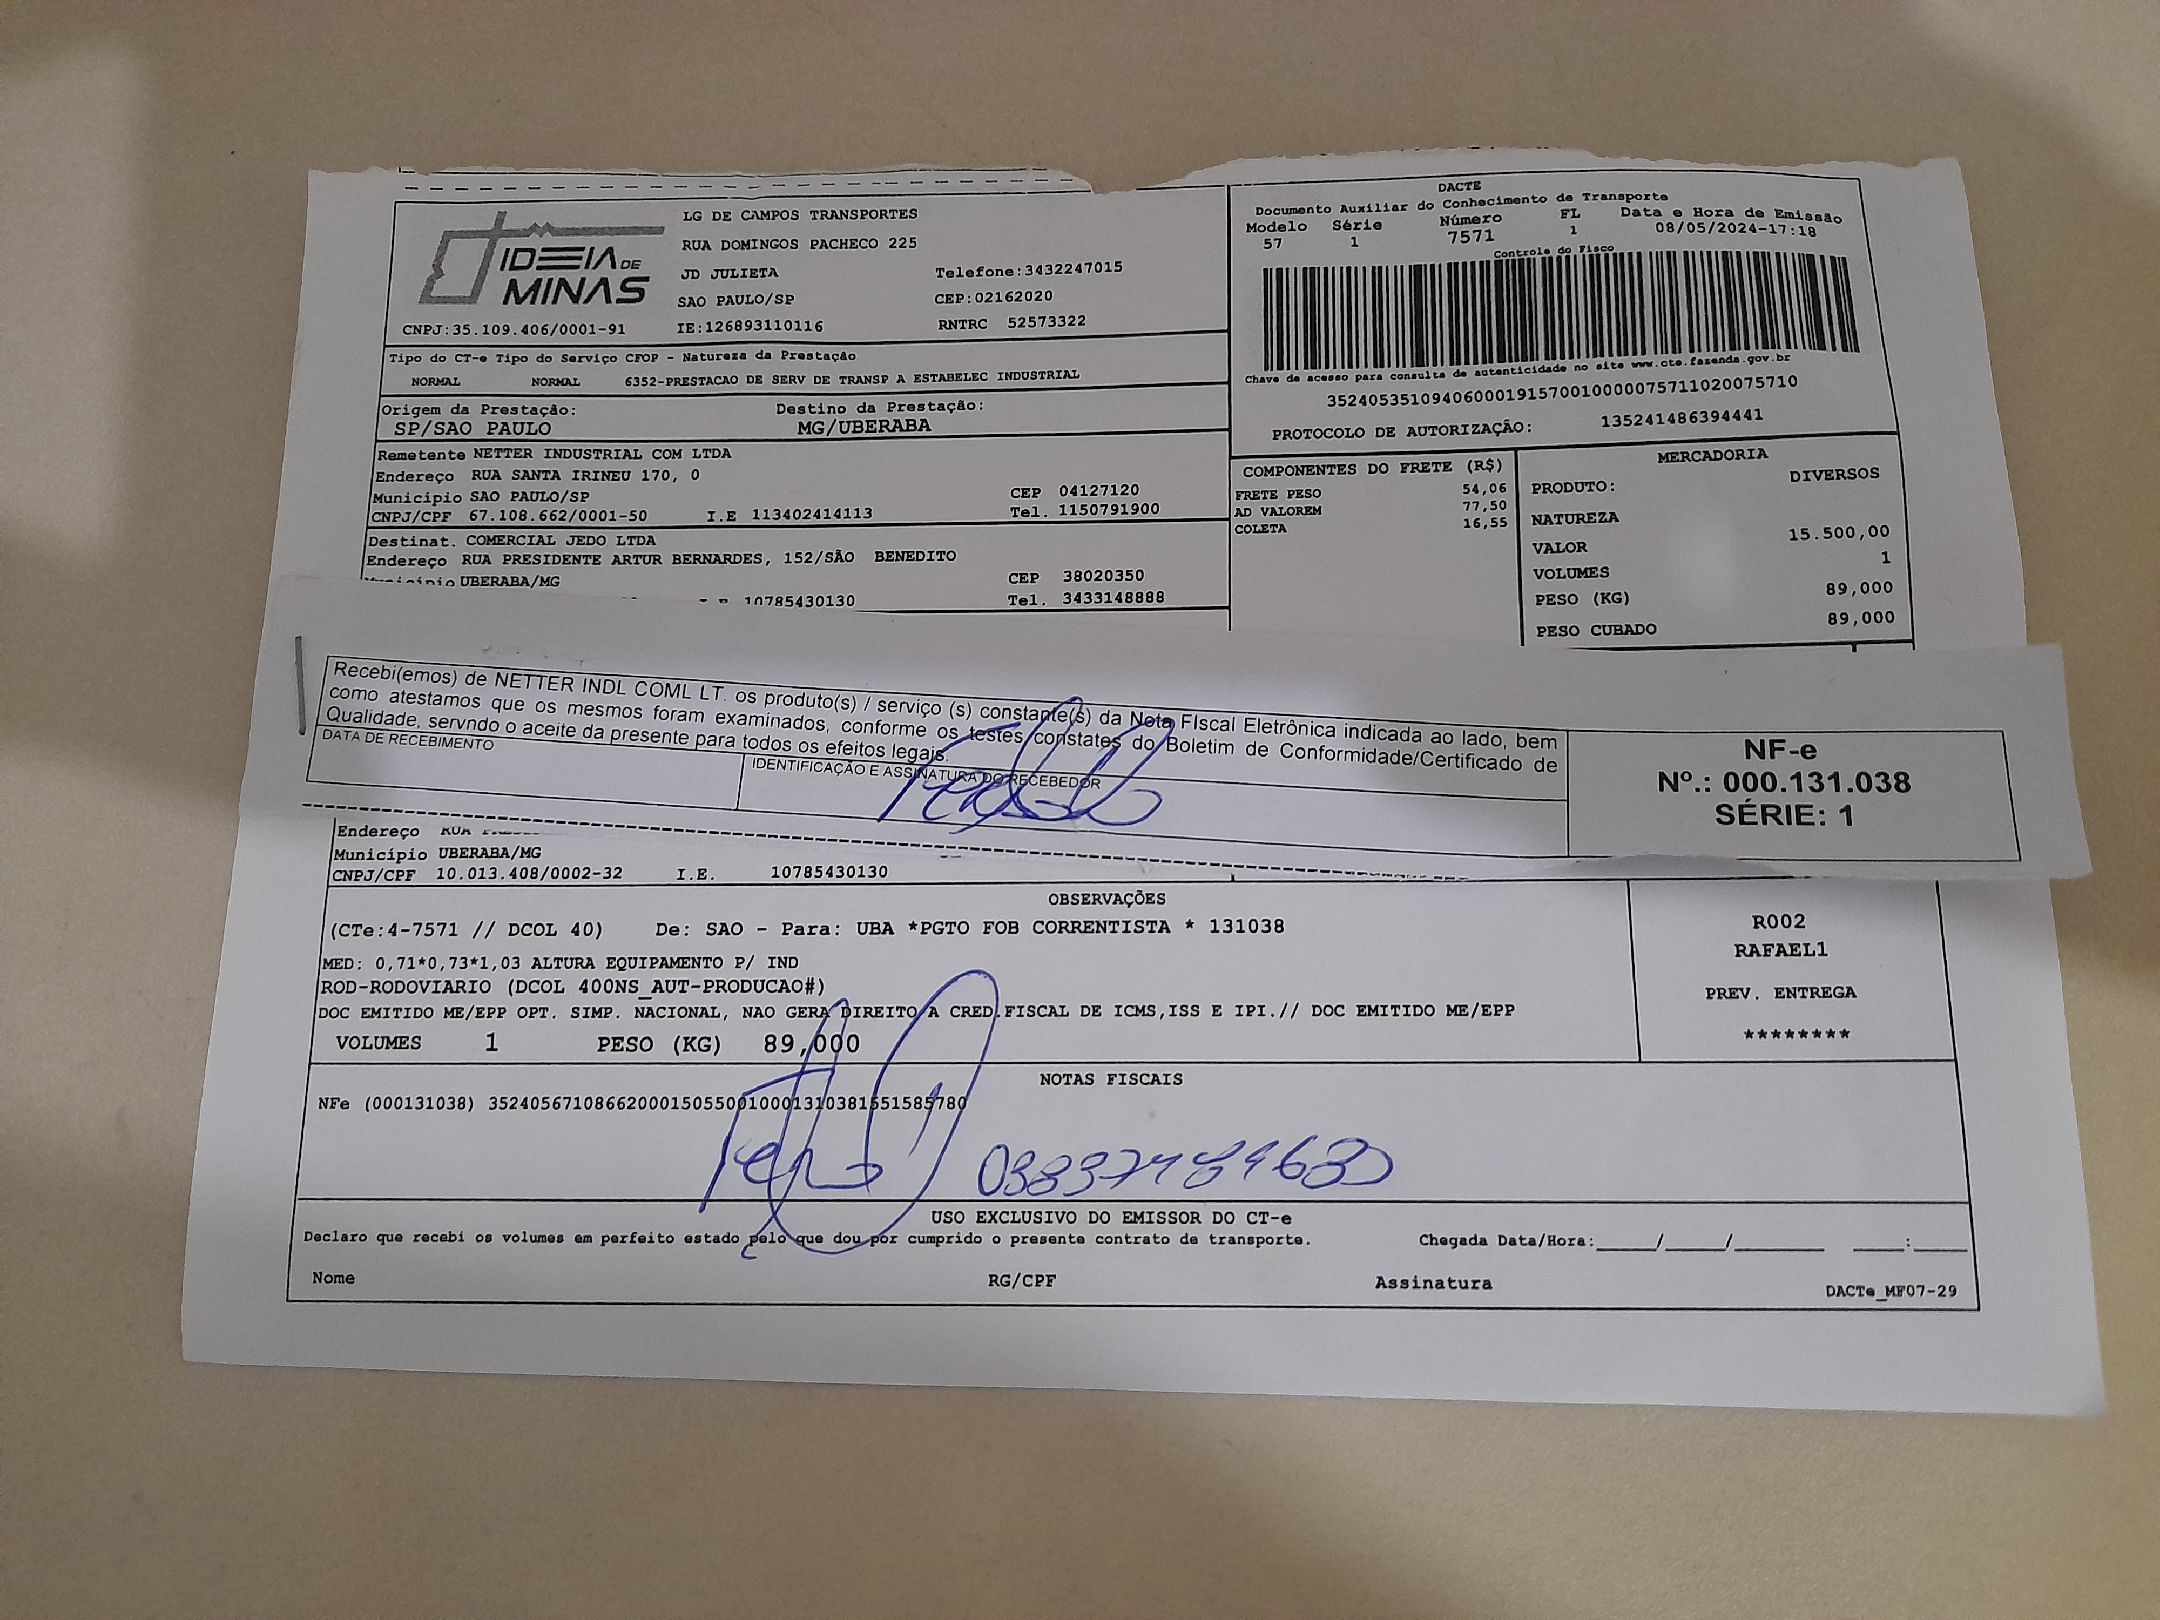 IDEIA DE MINAS
LG DE CAMPOS TRANSPORTES
RUA DOMINGOS PACHECO 225
JD JULIETA Telefone:3432247015
SAO PAULO/SP CEP:02162020
CNPJ:35.109.406/0001-91 IE:126893110116 RNTRC 52573322
DACTE
Documento Auxiliar do Conhecimento de Transporte
Modelo Série Número FL Data e Hora de Emissão
57 1 7571 1 08/05/2024-17:18
Controle do Fisco
Chave de acesso para consulta de autenticidade no site www.cte.fazenda.gov.br
35240535109406000191570010000075711020075710
PROTOCOLO DE AUTORIZAÇÃO: 135241486394441
Tipo do CT-e Tipo do Serviço CFOP - Natureza da Prestação
NORMAL NORMAL 6352-PRESTACAO DE SERV DE TRANSP A ESTABELEC INDUSTRIAL
Origem da Prestação: Destino da Prestação:
SP/SAO PAULO MG/UBERABA
Remetente NETTER INDUSTRIAL COM LTDA
Endereço RUA SANTA IRINEU 170, 0
Município SAO PAULO/SP CEP 04127120
CNPJ/CPF 67.108.662/0001-50 I.E 113402414113 Tel. 1150791900
Destinat. COMERCIAL JEDO LTDA
Endereço RUA PRESIDENTE ARTUR BERNARDES, 152/SÃO BENEDITO
Município UBERABA/MG CEP 38020350
10785430130 Tel. 3433148888
COMPONENTES DO FRETE (R$)
FRETE PESO 54,06
AD VALOREM 77,50
COLETA 16,55
MERCADORIA
PRODUTO: DIVERSOS
NATUREZA
VALOR 15.500,00
VOLUMES 1
PESO (KG) 89,000
PESO CUBADO 89,000
Recebi(emos) de NETTER INDL COML LT. os produto(s) / serviço (s) constante(s) da Nota FIscal Eletrônica indicada ao lado, bem
como atestamos que os mesmos foram examinados, conforme os testes constates do Boletim de Conformidade/Certificado de
Qualidade, servndo o aceite da presente para todos os efeitos legais.
DATA DE RECEBIMENTO IDENTIFICAÇÃO E ASSINATURA DO RECEBEDOR
NF-e
Nº.: 000.131.038
SÉRIE: 1
Endereço RUA
Município UBERABA/MG
CNPJ/CPF 10.013.408/0002-32 I.E. 10785430130
OBSERVAÇÕES
(CTe:4-7571 // DCOL 40) De: SAO - Para: UBA *PGTO FOB CORRENTISTA * 131038
MED: 0,71*0,73*1,03 ALTURA EQUIPAMENTO P/ IND
ROD-RODOVIARIO (DCOL 400NS_AUT-PRODUCAO#)
DOC EMITIDO ME/EPP OPT. SIMP. NACIONAL, NAO GERA DIREITO A CRED.FISCAL DE ICMS,ISS E IPI.// DOC EMITIDO ME/EPP
VOLUMES 1 PESO (KG) 89,000
R002
RAFAEL1
PREV. ENTREGA
********
NOTAS FISCAIS
NFe (000131038) 35240567108662000150550010001310381551585780
USO EXCLUSIVO DO EMISSOR DO CT-e
Declaro que recebi os volumes em perfeito estado pelo que dou por cumprido o presente contrato de transporte. Chegada Data/Hora:_____/_____/________ ____:_____
Nome RG/CPF Assinatura DACTe_MF07-29